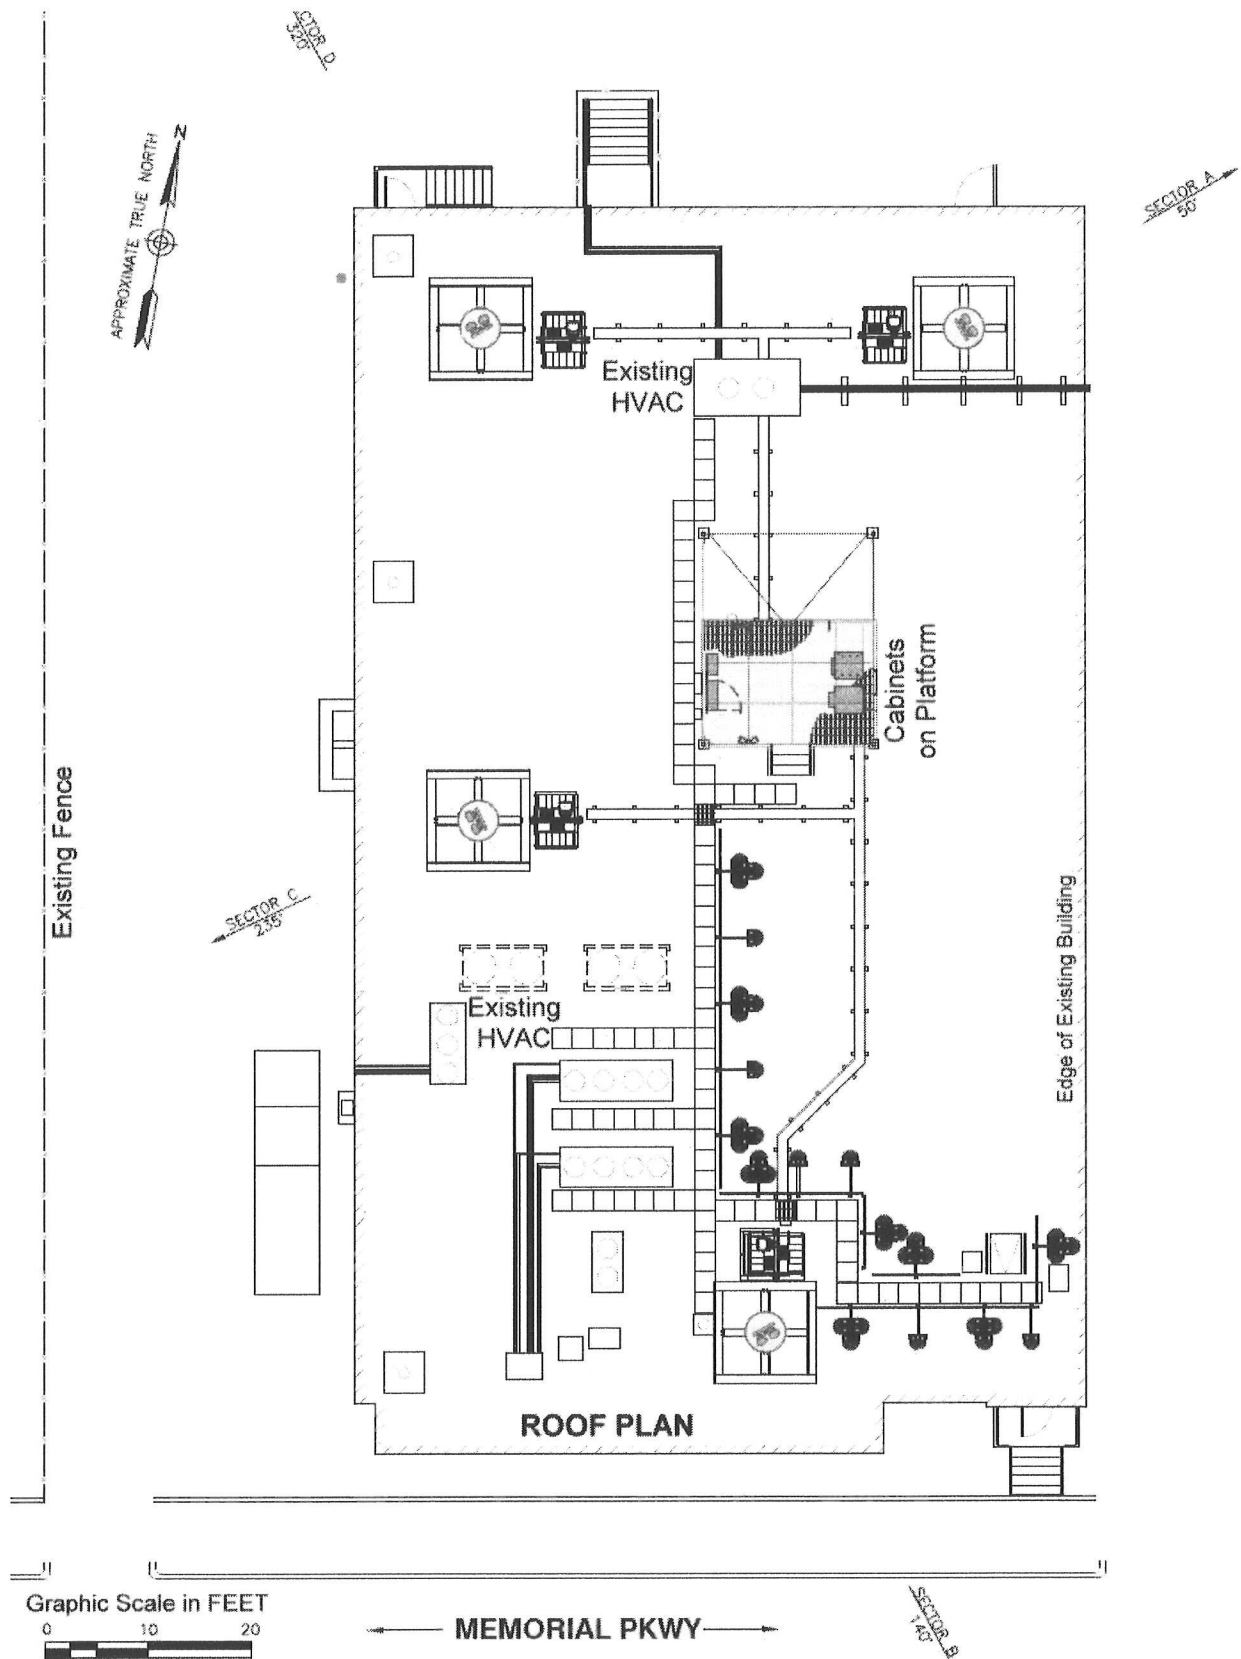 SECTOR D
320°
APPROXIMATE TRUE NORTH
N
SECTOR A
50°
Existing
HVAC
Cabinets
on Platform
Existing Fence
SECTOR C
235°
Existing
HVAC
Edge of Existing Building
ROOF PLAN
Graphic Scale in FEET
0 10 20
MEMORIAL PKWY
SECTOR B
140°